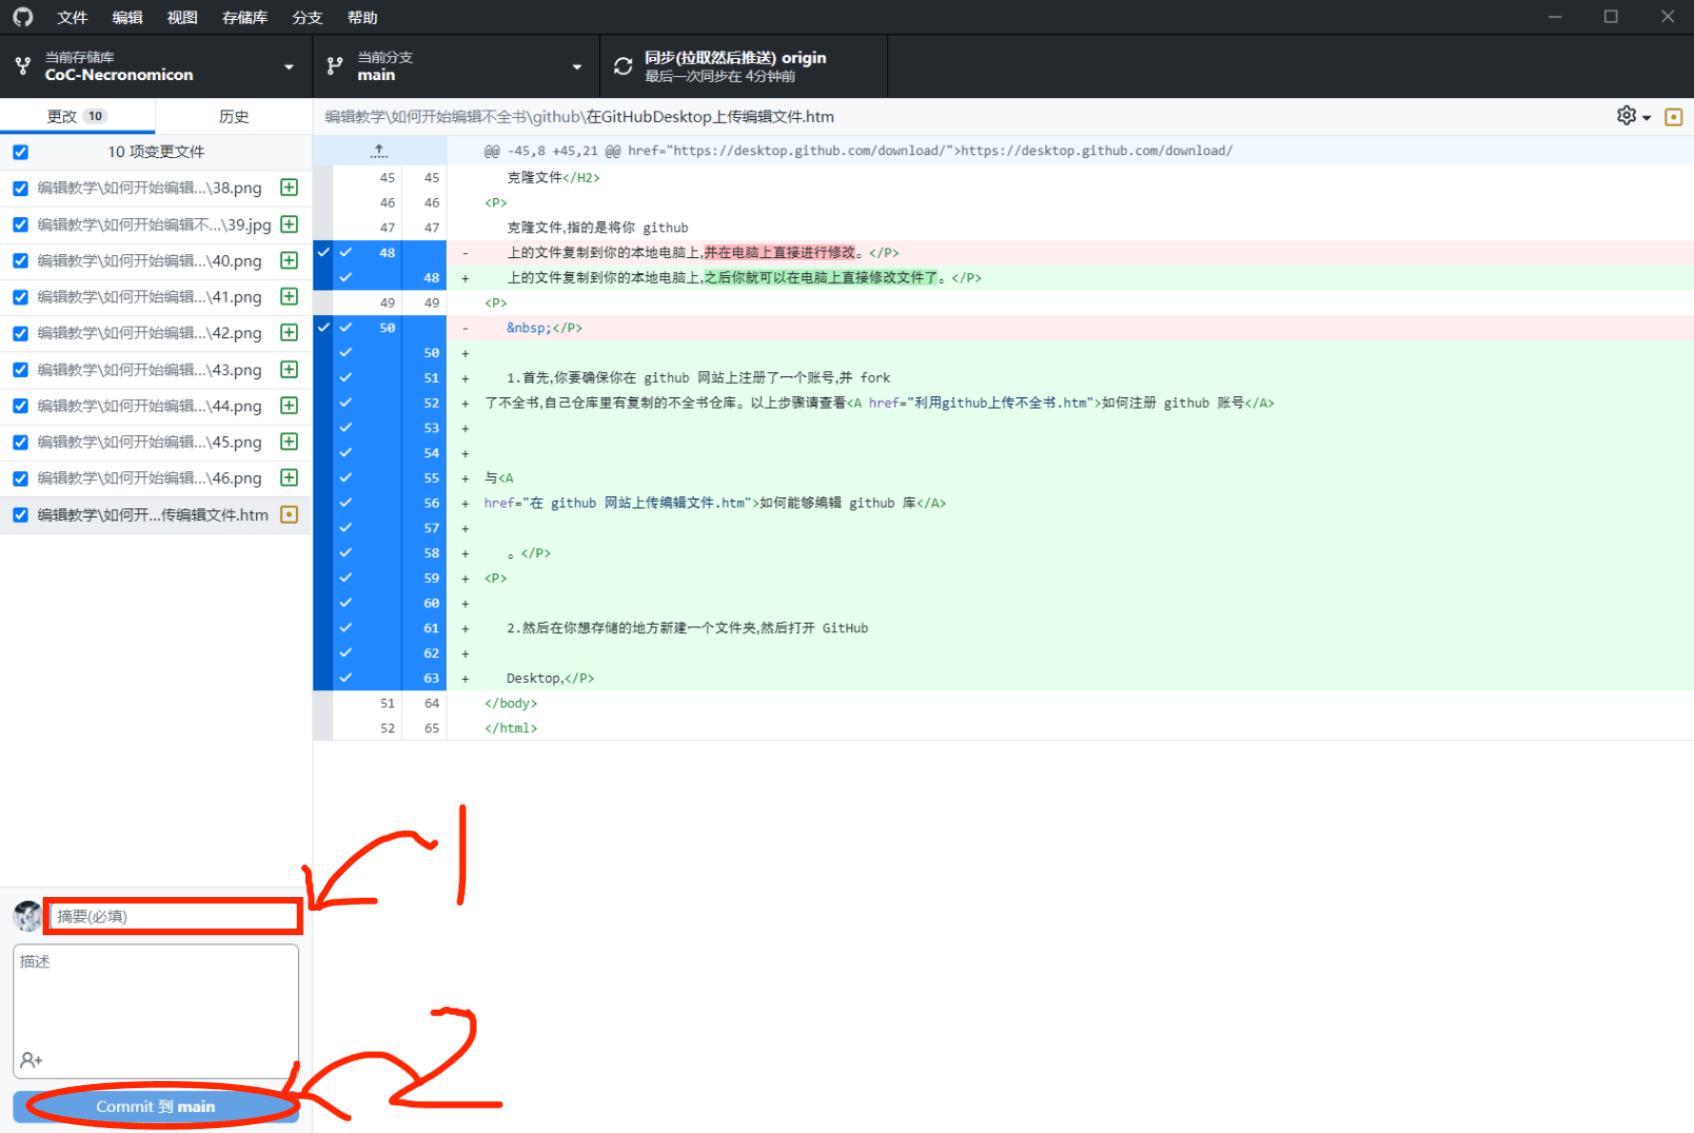 文件 编辑 视图 存储库 分支 帮助
当前存储库
CoC-Necronomicon
当前分支
main
同步(拉取然后推送) origin
最后一次同步在 4分钟前
更改 10 历史
10 项变更文件
编辑教学\如何开始编辑...\38.png
编辑教学\如何开始编辑不...\39.jpg
编辑教学\如何开始编辑...\40.png
编辑教学\如何开始编辑...\41.png
编辑教学\如何开始编辑...\42.png
编辑教学\如何开始编辑...\43.png
编辑教学\如何开始编辑...\44.png
编辑教学\如何开始编辑...\45.png
编辑教学\如何开始编辑...\46.png
编辑教学\如何开...传编辑文件.htm
编辑教学\如何开始编辑不全书\github\在GitHubDesktop上传编辑文件.htm
@@ -45,8 +45,21 @@ href="https://desktop.github.com/download/">https://desktop.github.com/download/
45 45 克隆文件</H2>
46 46 <P>
47 47 克隆文件,指的是将你 github
48 - 上的文件复制到你的本地电脑上,并在电脑上直接进行修改。</P>
48 + 上的文件复制到你的本地电脑上,之后你就可以在电脑上直接修改文件了。</P>
49 49 <P>
50 - &nbsp;</P>
50 +
51 + 1.首先,你要确保你在 github 网站上注册了一个账号,并 fork
52 + 了不全书,自己仓库里有复制的不全书仓库。以上步骤请查看<A href="利用github上传不全书.htm">如何注册 github 账号</A>
53 +
54 +
55 + 与<A
56 + href="在 github 网站上传编辑文件.htm">如何能够编辑 github 库</A>
57 +
58 + 。</P>
59 + <P>
60 +
61 + 2.然后在你想存储的地方新建一个文件夹,然后打开 GitHub
62 +
63 + Desktop,</P>
51 64 </body>
52 65 </html>
1
摘要(必填)
描述
2
Commit 到 main